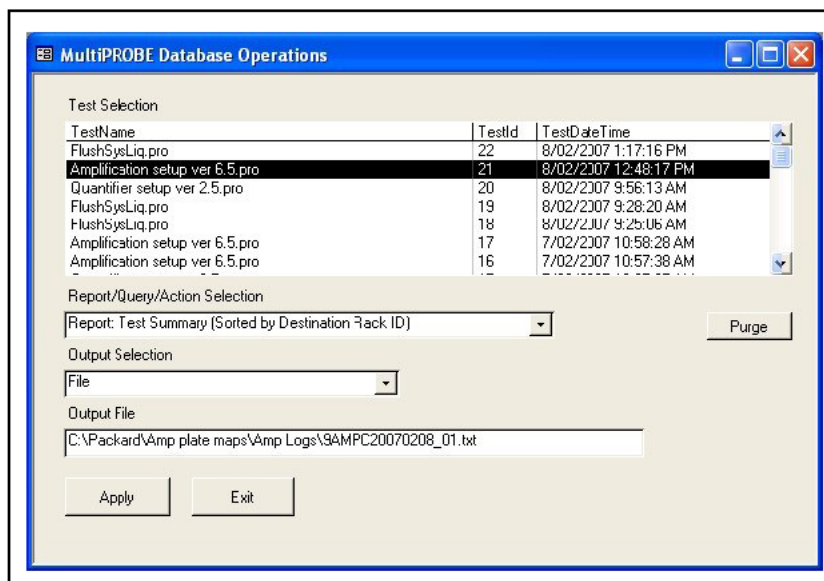 MultiPROBE Database Operations
Test Selection
TestName TestId TestDateTime
FlushSysLiq.pro 22 8/02/2007 1:17:16 PM
Amplification setup ver 6.5.pro 21 8/02/2007 12:48:17 PM
Quantifier setup ver 2.5.pro 20 8/02/2007 9:56:13 AM
FlushSysLiq.pro 19 8/02/2007 9:28:20 AM
FlushSysLiq.pro 18 8/02/2007 9:25:06 AM
Amplification setup ver 6.5.pro 17 7/02/2007 10:58:28 AM
Amplification setup ver 6.5.pro 16 7/02/2007 10:57:38 AM
Report/Query/Action Selection
Report: Test Summary (Sorted by Destination Rack ID)
Purge
Output Selection
File
Output File
C:\Packard\Amp plate maps\Amp Logs\9AMPC20070208_01.txt
Apply Exit